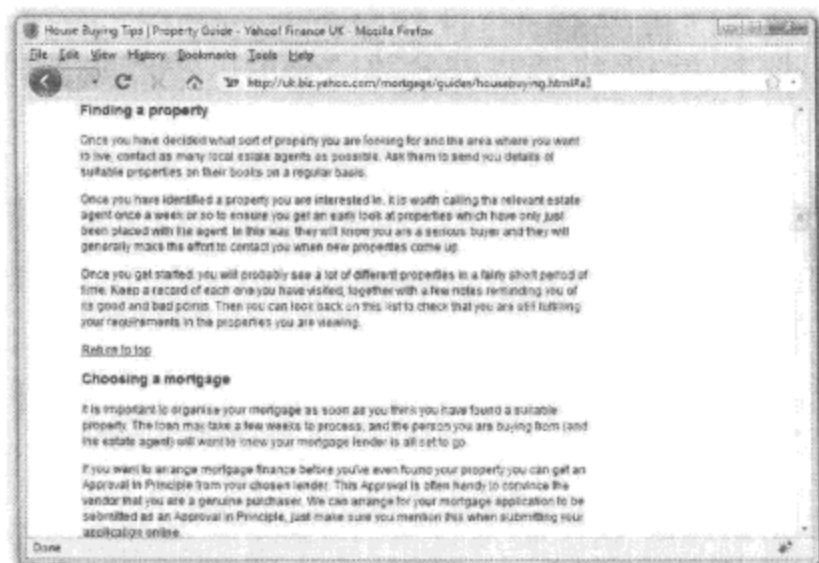 House Buying Tips | Property Guide - Yahoo! Finance UK - Mozilla Firefox
File Edit View History Bookmarks Tools Help
http://uk.biz.yahoo.com/mortgage/guides/housebuying.html#a3
Finding a property
Once you have decided what sort of property you are looking for and the area where you want
to live, contact as many local estate agents as possible. Ask them to send you details of
suitable properties on their books on a regular basis.
Once you have identified a property you are interested in, it is worth calling the relevant estate
agent once a week or so to ensure you get an early look at properties which have only just
been placed with the agent. In this way, they will know you are a serious buyer and they will
generally make the effort to contact you when new properties come up.
Once you get started, you will probably see a lot of different properties in a fairly short period of
time. Keep a record of each one you have visited, together with a few notes reminding you of
its good and bad points. Then you can look back on this list to check that you are still fulfilling
your requirements in the properties you are viewing.
Return to top
Choosing a mortgage
It is important to organise your mortgage as soon as you think you have found a suitable
property. The loan may take a few weeks to process, and the person you are buying from (and
the estate agent) will want to know your mortgage lender is all set to go.
If you want to arrange mortgage finance before you've even found your property you can get an
Approval in Principle from your chosen lender. This Approval is often handy to convince the
vendor that you are a genuine purchaser. We can arrange for your mortgage application to be
submitted as an Approval in Principle, just make sure you mention this when submitting your
application online.
Done